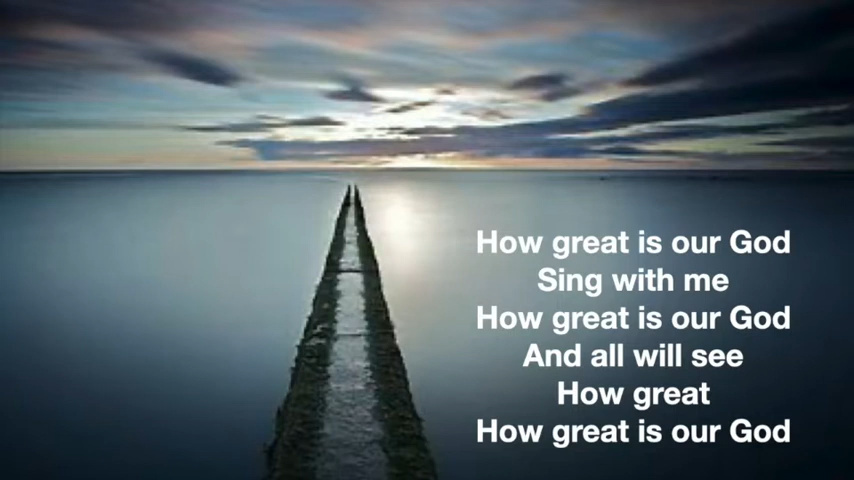 How great is our God
Sing with me
How great is our God
And all will see
How great
How great is our God